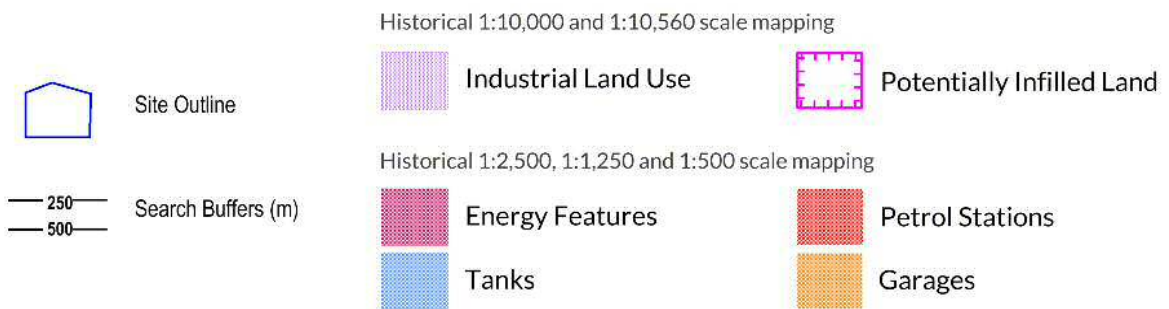 Historical 1:10,000 and 1:10,560 scale mapping
Site Outline
Industrial Land Use
Potentially Infilled Land
Historical 1:2,500, 1:1,250 and 1:500 scale mapping
250
500
Search Buffers (m)
Energy Features
Petrol Stations
Tanks
Garages